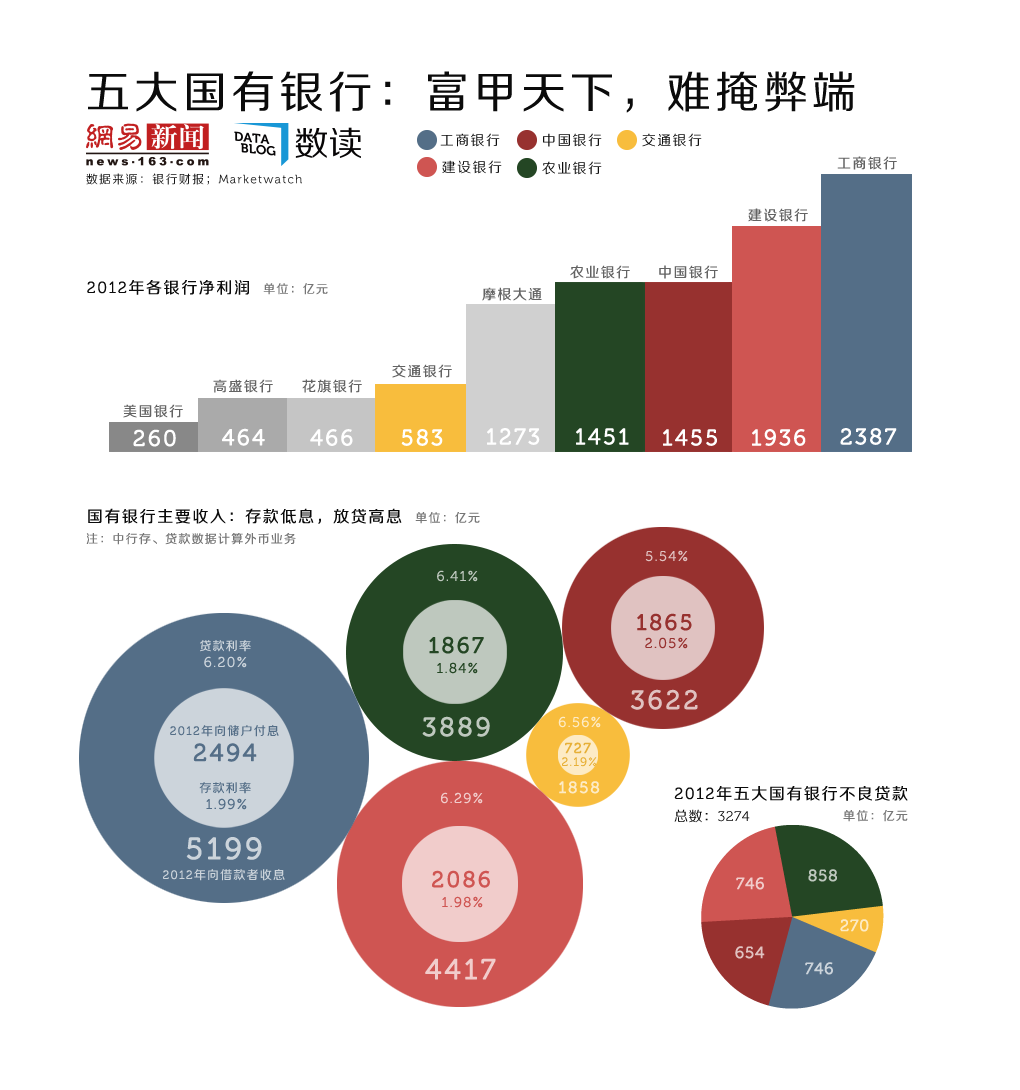 五大国有银行：富甲天下，难掩弊端
網易 新闻
news·163·com
DATA
BLOG
数读
数据来源：银行财报；Marketwatch
工商银行 中国银行 交通银行
建设银行 农业银行
2012年各银行净利润 单位：亿元
美国银行
260
高盛银行
464
花旗银行
466
交通银行
583
摩根大通
1273
农业银行
1451
中国银行
1455
建设银行
1936
工商银行
2387
国有银行主要收入：存款低息，放贷高息 单位：亿元
注：中行存、贷款数据计算外币业务
贷款利率
6.20%
2012年向储户付息
2494
存款利率
1.99%
5199
2012年向借款者收息
6.41%
1867
1.84%
3889
5.54%
1865
2.05%
3622
6.56%
727
2.19%
1858
6.29%
2086
1.98%
4417
2012年五大国有银行不良贷款
总数：3274 单位：亿元
746
858
270
654
746